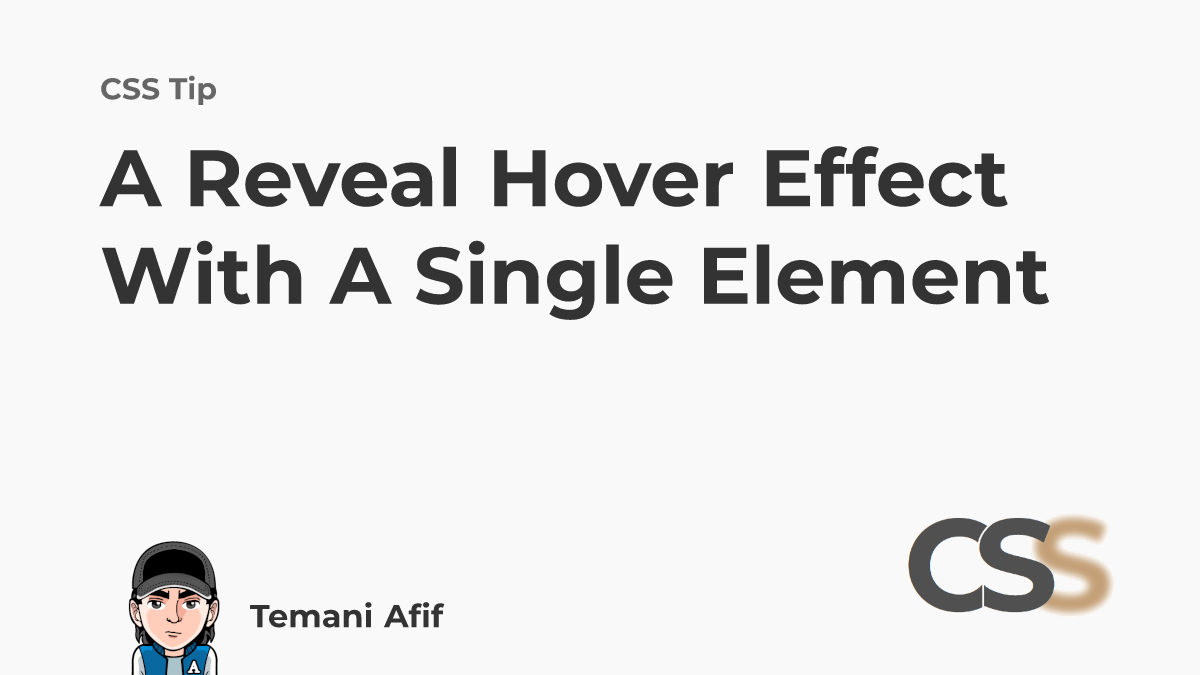 CSS Tip
A Reveal Hover Effect
With A Single Element
Temani Afif
A
CSS